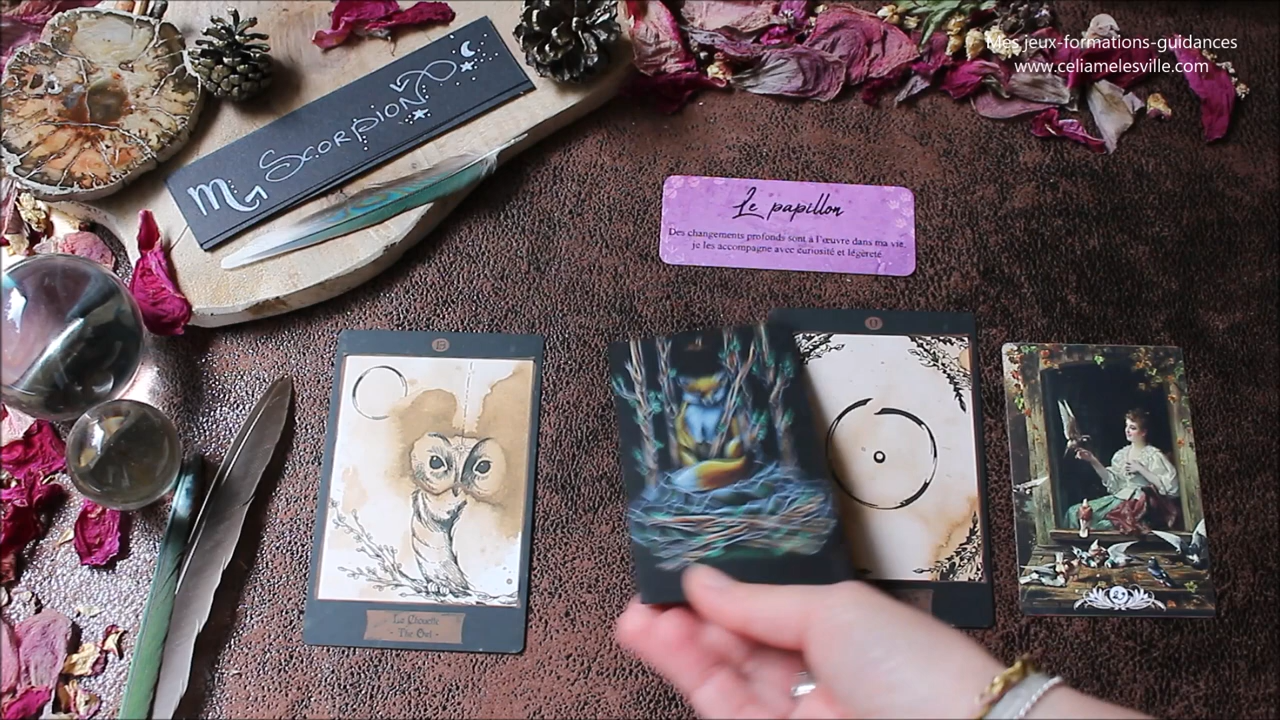 Mes jeux-formations-guidances
www.celiamelesville.com
Scorpion
Le papillon
Des changements profonds sont à l'œuvre dans ma vie,
je les accompagne avec curiosité et légèreté
La Chouette
- The Owl -